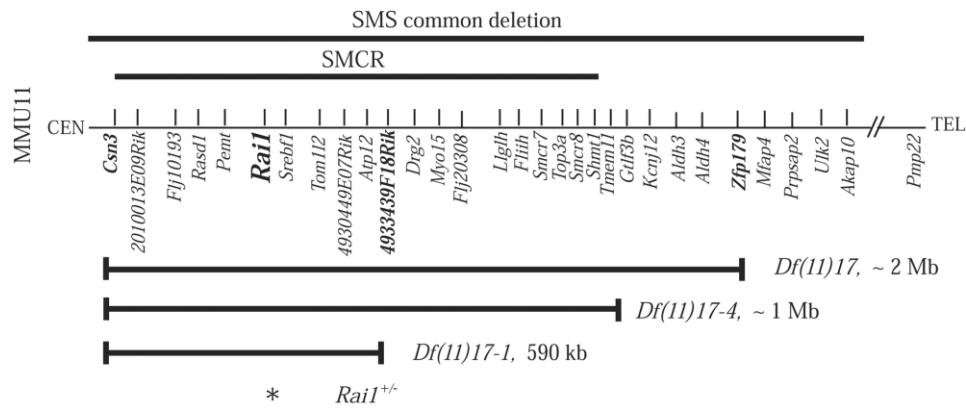 SMS common deletion
SMCR
MMU11
CEN
TEL
Csn3
2010013E09Rik
Flj10193
Rasd1
Pemt
Rai1
Srebf1
Tom1l2
4930449E07Rik
Atp12
4933439F18Rik
Drg2
Myo15
Flj20308
Llglh
Fliih
Smcr7
Top3a
Smcr8
Shmt1
Tmem11
Gtlf3b
Kcnj12
Aldh3
Aldh4
Zfp179
Mfap4
Prpsap2
Ulk2
Akap10
Pmp22
Df(11)17, ~ 2 Mb
Df(11)17-4, ~ 1 Mb
Df(11)17-1, 590 kb
* Rai1+/-